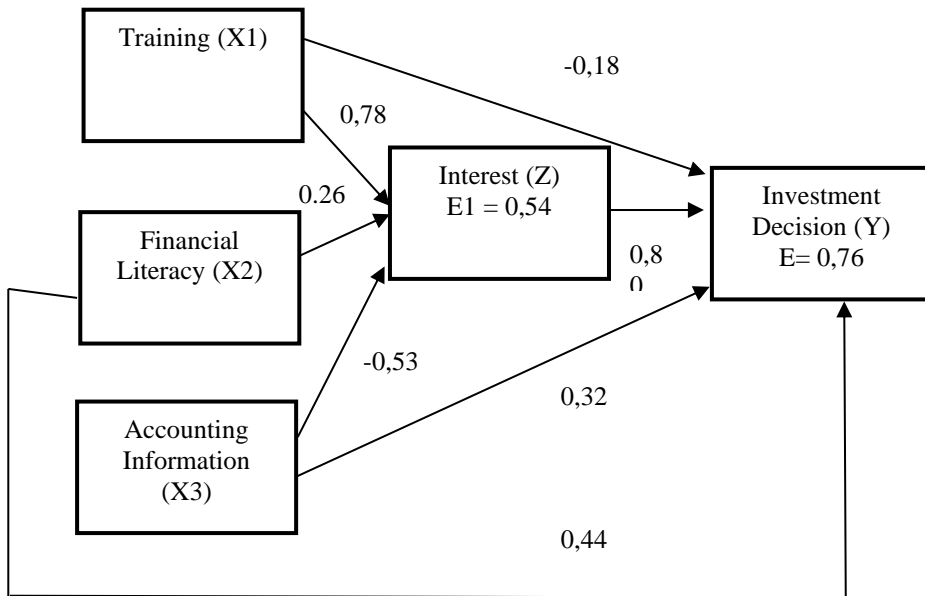 Training (X1)
-0,18
0,78
Interest (Z)
E1 = 0,54
Investment
Decision (Y)
E= 0,76
0.26
Financial
Literacy (X2)
0,8
0
-0,53
0,32
Accounting
Information
(X3)
0,44